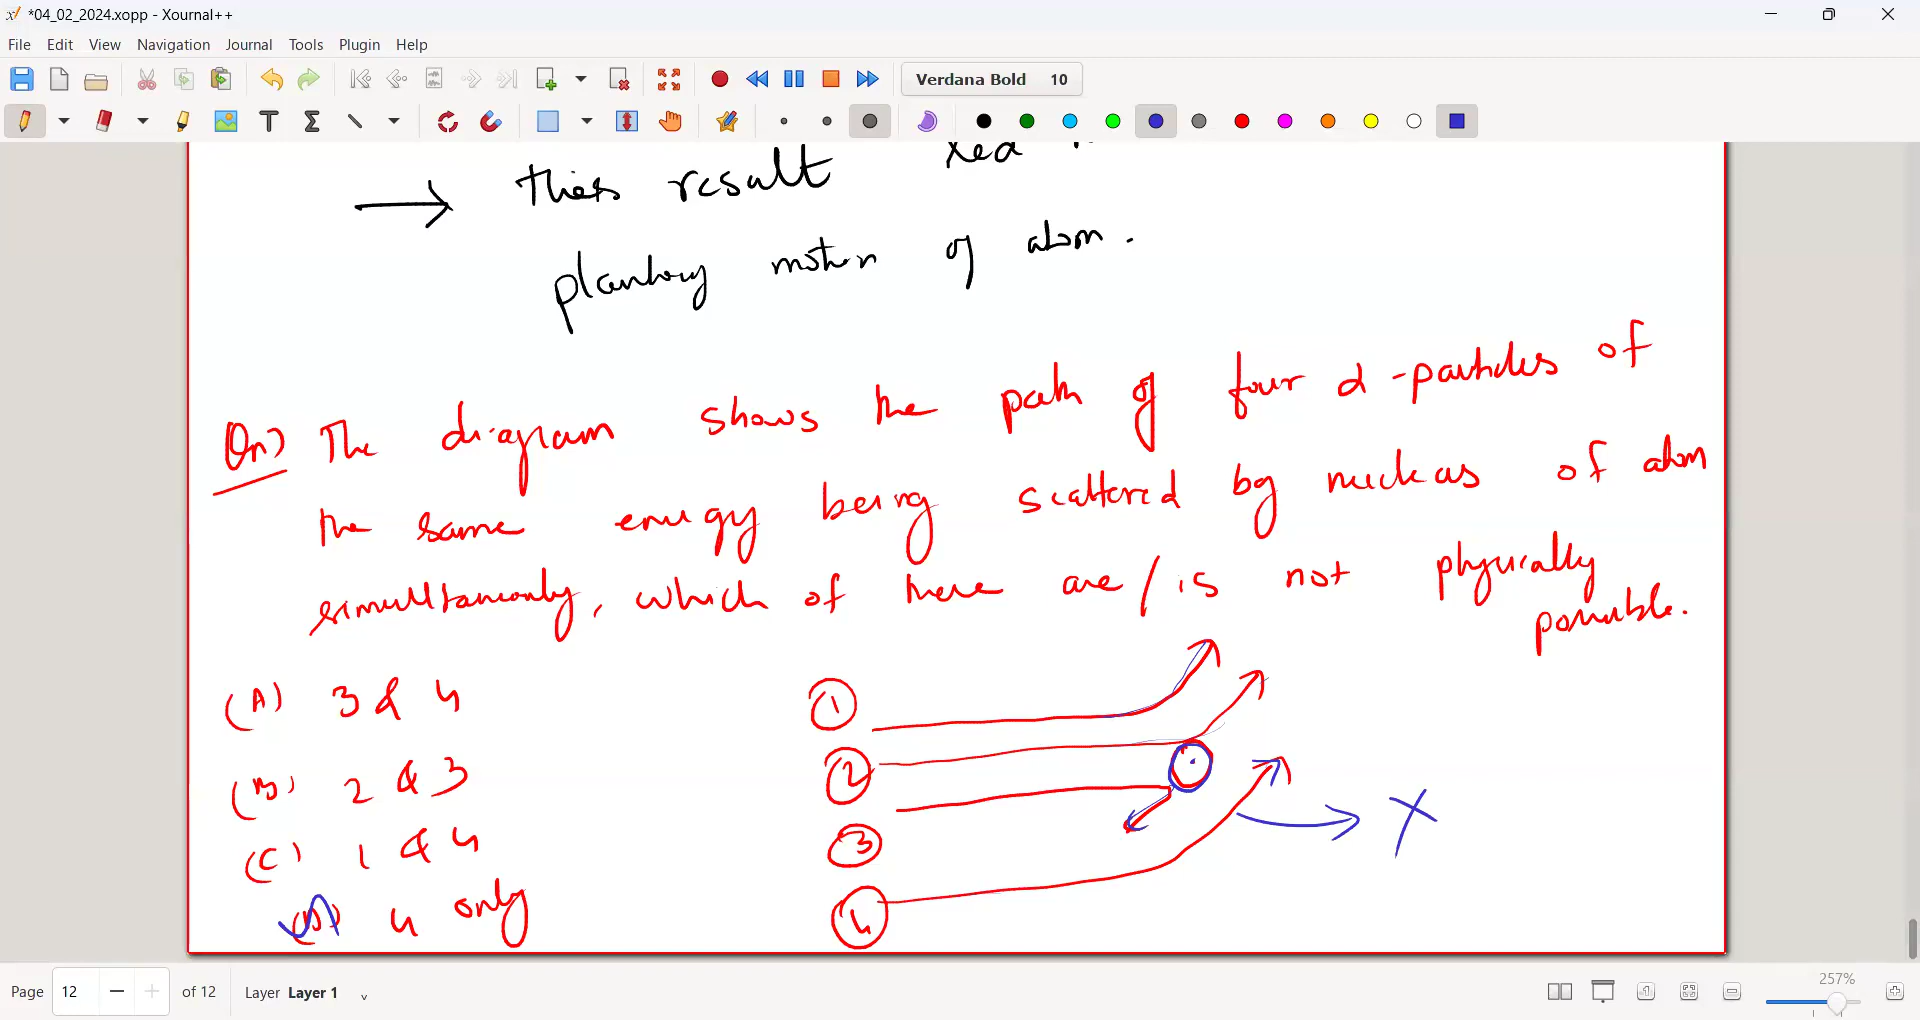 *04_02_2024.xopp - Xournal++
File Edit View Navigation Journal Tools Plugin Help
Verdana Bold 10
→ this result led
planetary motion of atom.
Qn) The diagram shows the path of four α-particles of
the same energy being scattered by nucleus of atom
simultaneously, which of these are/is not physically
possible.
(A) 3 & 4
(B) 2 & 3
(C) 1 & 4
(D) 4 only
1
2
3
4
X
Page 12 of 12 Layer Layer 1
257%